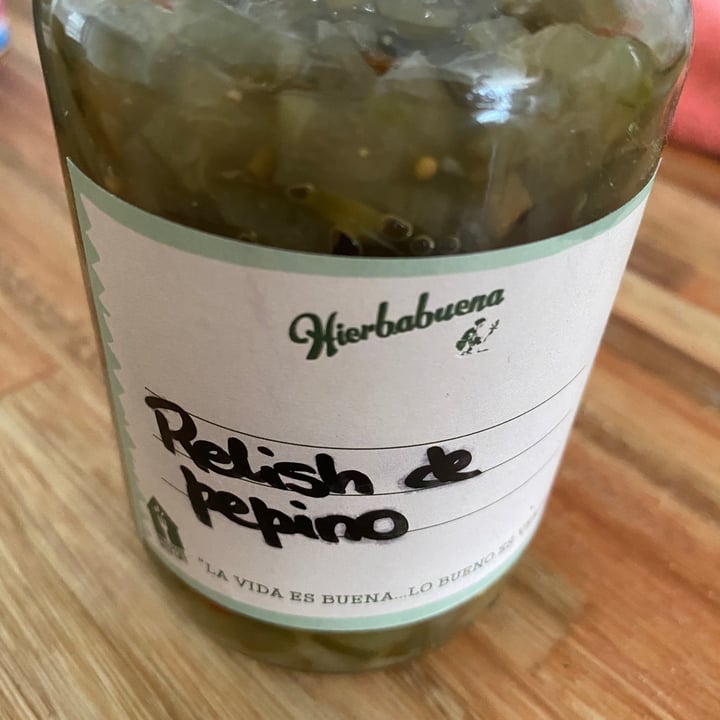 Hierbabuena
Relish de
pepino
"LA VIDA ES BUENA...LO BUENO ES